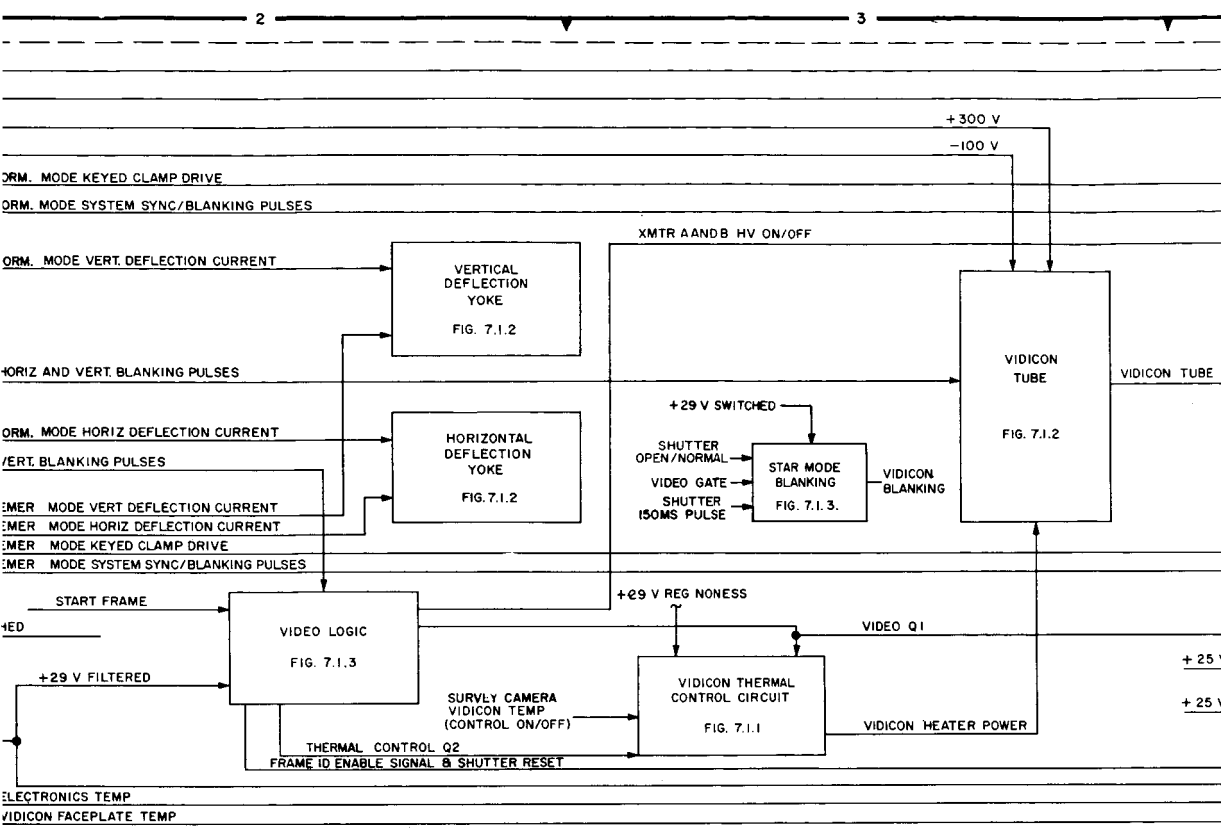 2
3
+300 V
-100 V
ORM. MODE KEYED CLAMP DRIVE
ORM. MODE SYSTEM SYNC/BLANKING PULSES
XMTR A AND B HV ON/OFF
ORM. MODE VERT. DEFLECTION CURRENT
VERTICAL
DEFLECTION
YOKE
FIG. 7.1.2
HORIZ AND VERT. BLANKING PULSES
VIDICON
TUBE
FIG. 7.1.2
VIDICON TUBE
+29 V SWITCHED
ORM. MODE HORIZ DEFLECTION CURRENT
HORIZONTAL
DEFLECTION
YOKE
FIG. 7.1.2
SHUTTER
OPEN/NORMAL
VIDEO GATE
SHUTTER
150MS PULSE
STAR MODE
BLANKING
FIG. 7.1.3.
VIDICON
BLANKING
VERT. BLANKING PULSES
EMER MODE VERT DEFLECTION CURRENT
EMER MODE HORIZ DEFLECTION CURRENT
EMER MODE KEYED CLAMP DRIVE
EMER MODE SYSTEM SYNC/BLANKING PULSES
START FRAME
HED
VIDEO LOGIC
FIG. 7.1.3
+29 V FILTERED
+29 V REG NONESS
VIDEO Q1
+25 V
+25 V
SURVLY CAMERA
VIDICON TEMP
(CONTROL ON/OFF)
VIDICON THERMAL
CONTROL CIRCUIT
FIG. 7.1.1
VIDICON HEATER POWER
THERMAL CONTROL Q2
FRAME ID ENABLE SIGNAL & SHUTTER RESET
ELECTRONICS TEMP
VIDICON FACEPLATE TEMP